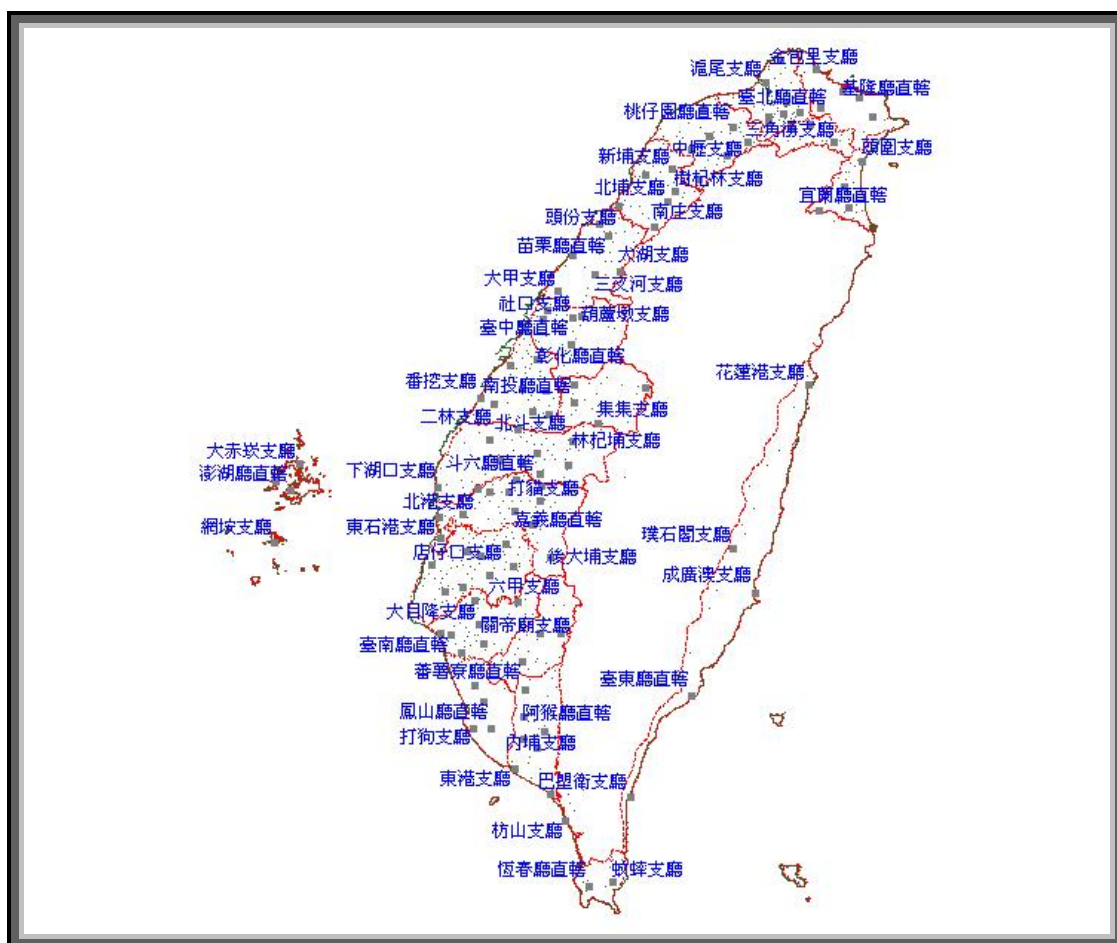 金包里支廳
滬尾支廳
基隆廳直轄
臺北廳直轄
桃仔園廳直轄
三角湧支廳
頭圍支廳
中壢支廳
新埔支廳
樹杞林支廳
北埔支廳
宜蘭廳直轄
南庄支廳
頭份支廳
苗栗廳直轄
大湖支廳
大甲支廳
三叉河支廳
社口支廳
葫蘆墩支廳
臺中廳直轄
彰化廳直轄
花蓮港支廳
番挖支廳
南投廳直轄
集集支廳
二林支廳
北斗支廳
林杞埔支廳
大赤崁支廳
斗六廳直轄
下湖口支廳
澎湖廳直轄
打貓支廳
北港支廳
嘉義廳直轄
網垵支廳
東石港支廳
璞石閣支廳
店仔口支廳
後大埔支廳
成廣澳支廳
六甲支廳
大目降支廳
關帝廟支廳
臺南廳直轄
蕃薯寮廳直轄
臺東廳直轄
鳳山廳直轄
阿猴廳直轄
打狗支廳
內埔支廳
東港支廳
巴塱衛支廳
枋山支廳
恆春廳直轄
蚊蟀支廳